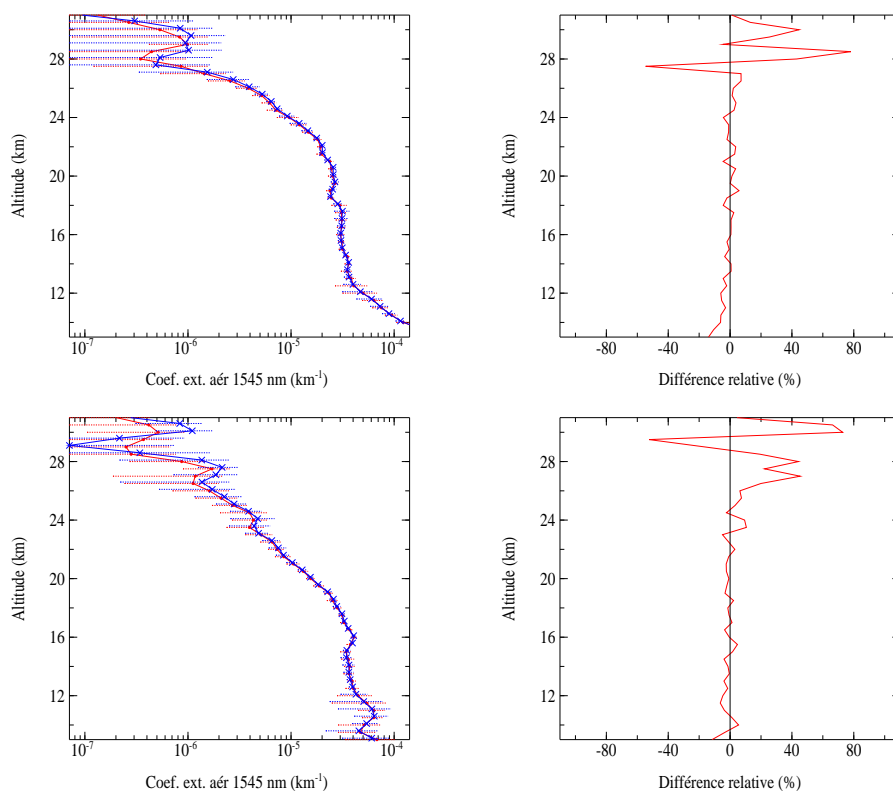 Altitude (km)
28
24
20
16
12
10^-7 10^-6 10^-5 10^-4
Coef. ext. aér 1545 nm (km^-1)
Altitude (km)
28
24
20
16
12
-80 -40 0 40 80
Différence relative (%)
Altitude (km)
28
24
20
16
12
10^-7 10^-6 10^-5 10^-4
Coef. ext. aér 1545 nm (km^-1)
Altitude (km)
28
24
20
16
12
-80 -40 0 40 80
Différence relative (%)